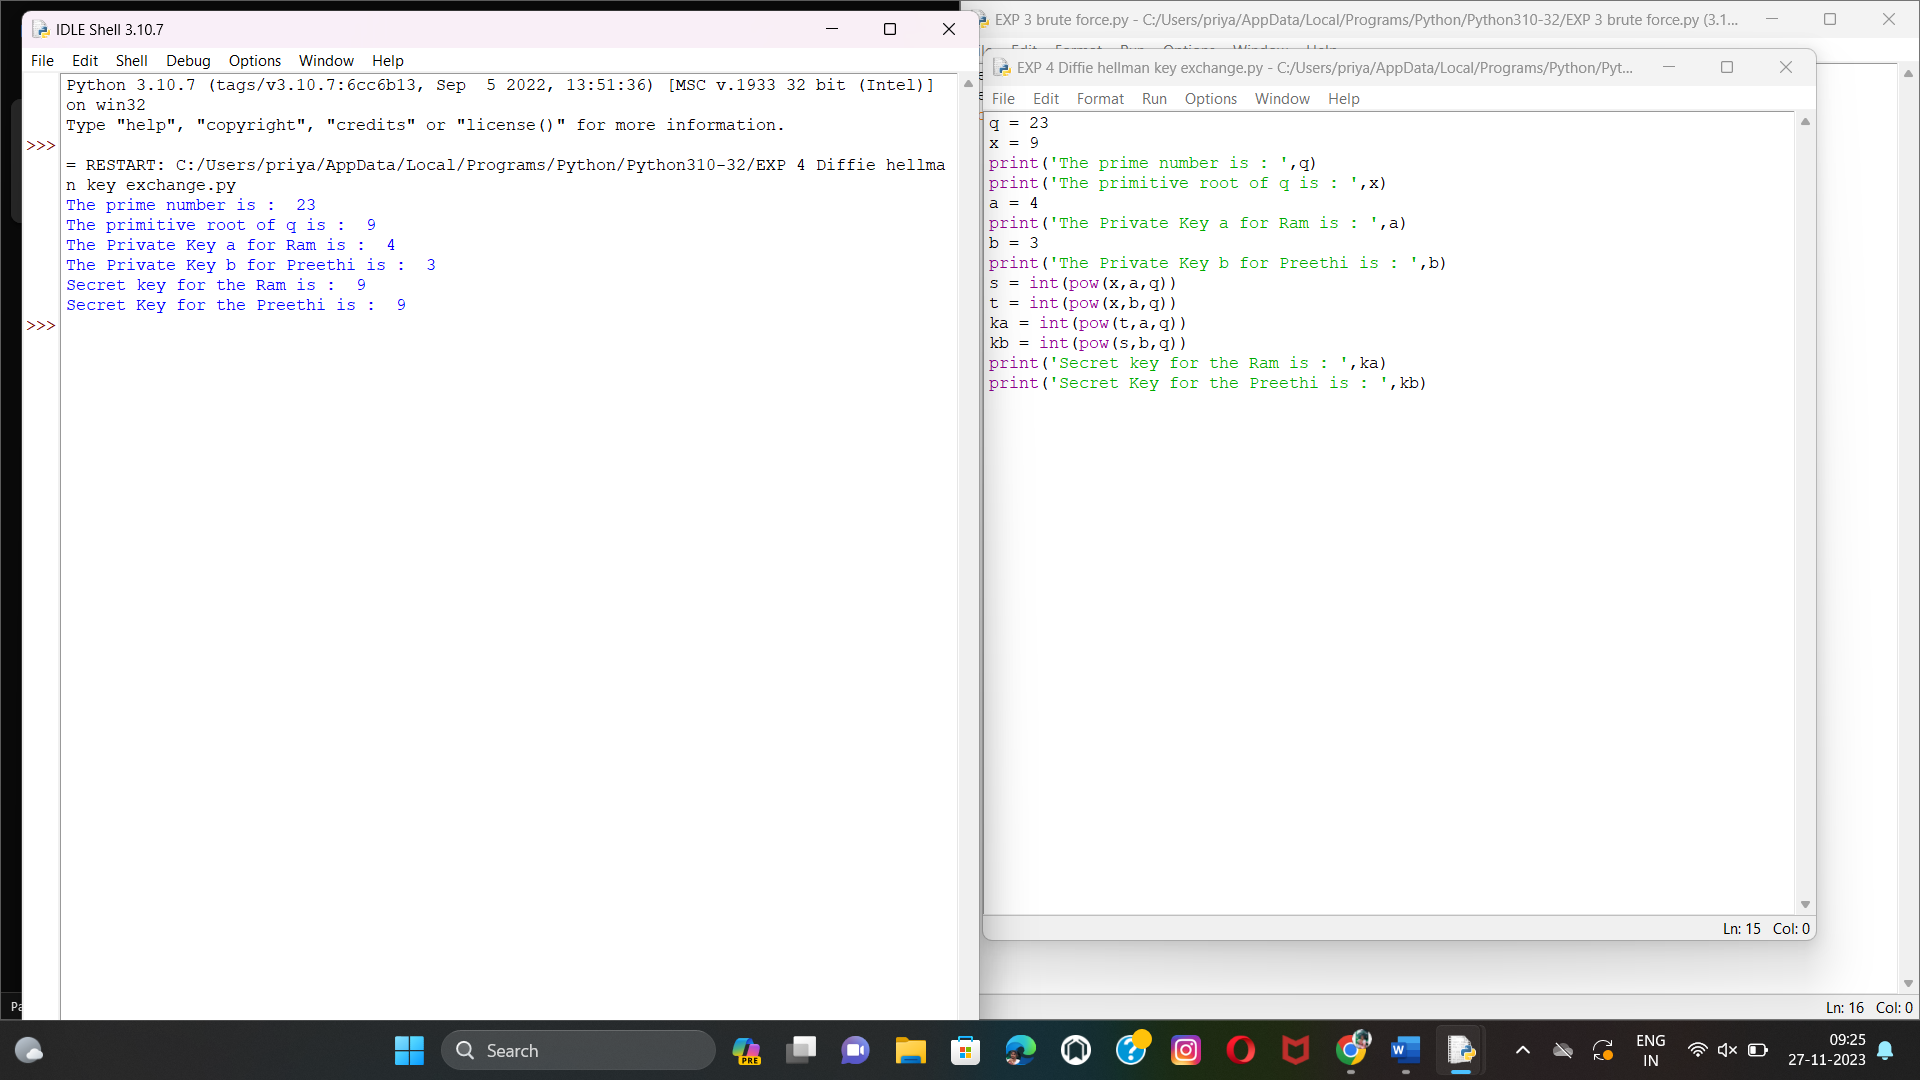 IDLE Shell 3.10.7
File Edit Shell Debug Options Window Help
Python 3.10.7 (tags/v3.10.7:6cc6b13, Sep  5 2022, 13:51:36) [MSC v.1933 32 bit (Intel)]
on win32
Type "help", "copyright", "credits" or "license()" for more information.
>>>
= RESTART: C:/Users/priya/AppData/Local/Programs/Python/Python310-32/EXP 4 Diffie hellma
n key exchange.py
The prime number is :  23
The primitive root of q is :  9
The Private Key a for Ram is :  4
The Private Key b for Preethi is :  3
Secret key for the Ram is :  9
Secret Key for the Preethi is :  9
>>>
EXP 3 brute force.py - C:/Users/priya/AppData/Local/Programs/Python/Python310-32/EXP 3 brute force.py (3.1...
EXP 4 Diffie hellman key exchange.py - C:/Users/priya/AppData/Local/Programs/Python/Pyt...
File Edit Format Run Options Window Help
q = 23
x = 9
print('The prime number is : ',q)
print('The primitive root of q is : ',x)
a = 4
print('The Private Key a for Ram is : ',a)
b = 3
print('The Private Key b for Preethi is : ',b)
s = int(pow(x,a,q))
t = int(pow(x,b,q))
ka = int(pow(t,a,q))
kb = int(pow(s,b,q))
print('Secret key for the Ram is : ',ka)
print('Secret Key for the Preethi is : ',kb)
Ln: 15 Col: 0
Ln: 16 Col: 0
Search
PRE
ENG
IN
09:25
27-11-2023